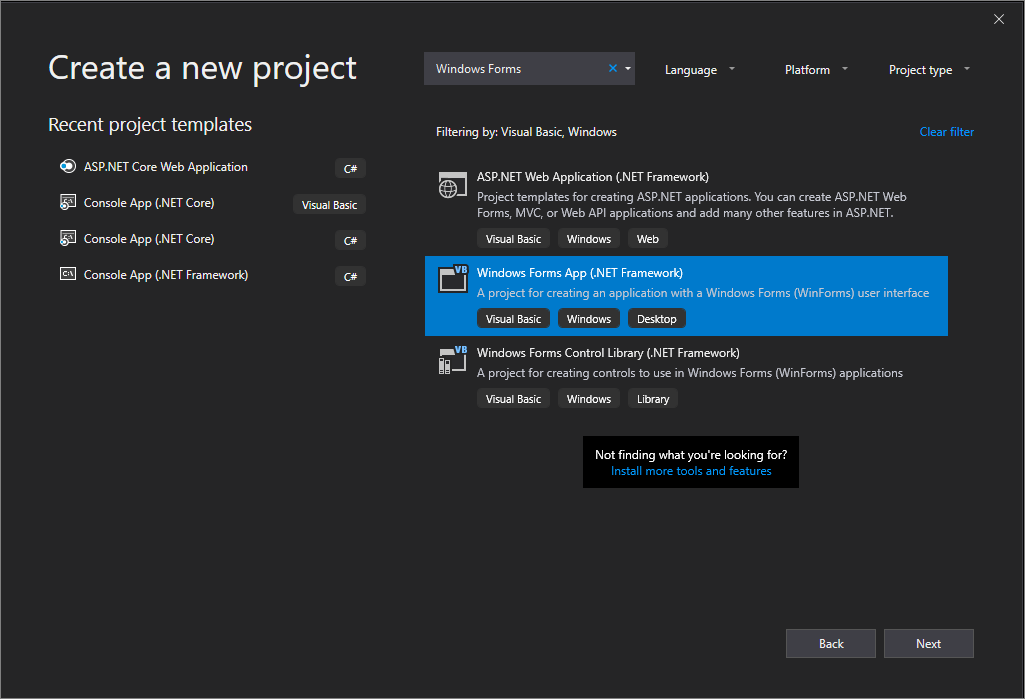 Create a new project
Windows Forms
Language
Platform
Project type
Recent project templates
ASP.NET Core Web Application
C#
Console App (.NET Core)
Visual Basic
Console App (.NET Core)
C#
Console App (.NET Framework)
C#
Filtering by: Visual Basic, Windows
Clear filter
ASP.NET Web Application (.NET Framework)
Project templates for creating ASP.NET applications. You can create ASP.NET Web
Forms, MVC, or Web API applications and add many other features in ASP.NET.
Visual Basic Windows Web
VB
Windows Forms App (.NET Framework)
A project for creating an application with a Windows Forms (WinForms) user interface
Visual Basic Windows Desktop
VB
Windows Forms Control Library (.NET Framework)
A project for creating controls to use in Windows Forms (WinForms) applications
Visual Basic Windows Library
Not finding what you're looking for?
Install more tools and features
Back
Next